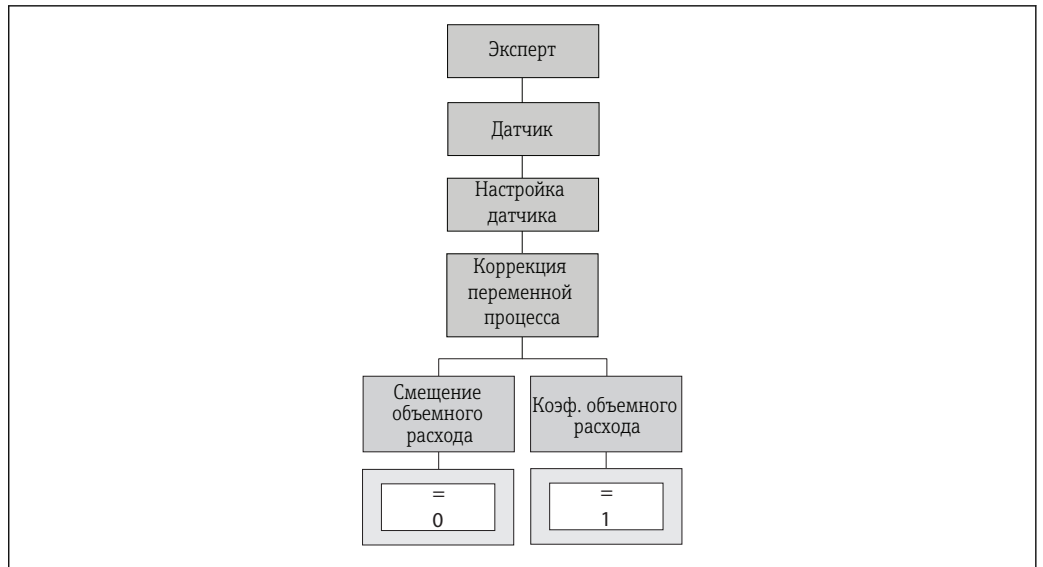 Эксперт
Датчик
Настройка
датчика
Коррекция
переменной
процесса
Смещение
объемного
расхода
Коэф. объемного
расхода
=
0
=
1